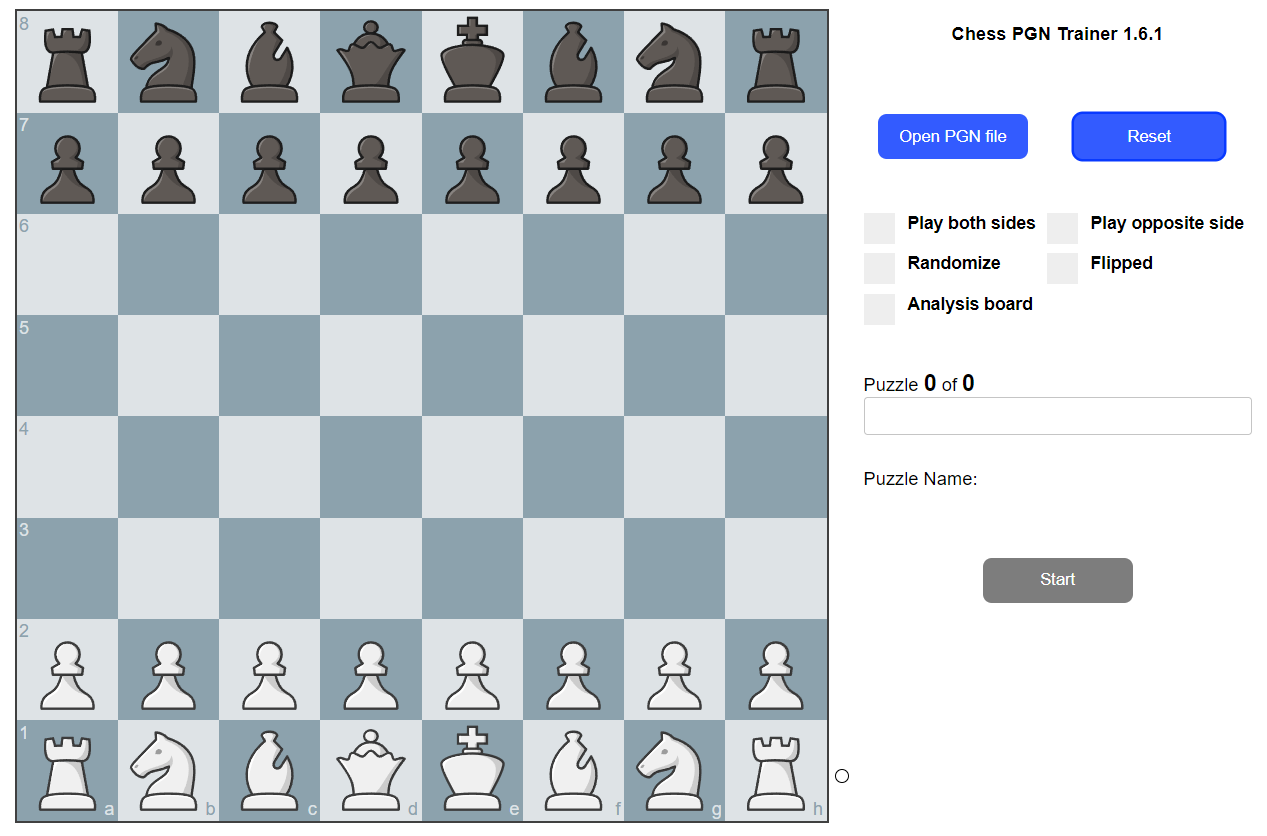 Chess PGN Trainer 1.6.1
Open PGN file
Reset
Play both sides
Play opposite side
Randomize
Flipped
Analysis board
Puzzle 0 of 0
Puzzle Name:
Start
8
7
6
5
4
3
2
1
a b c d e f g h